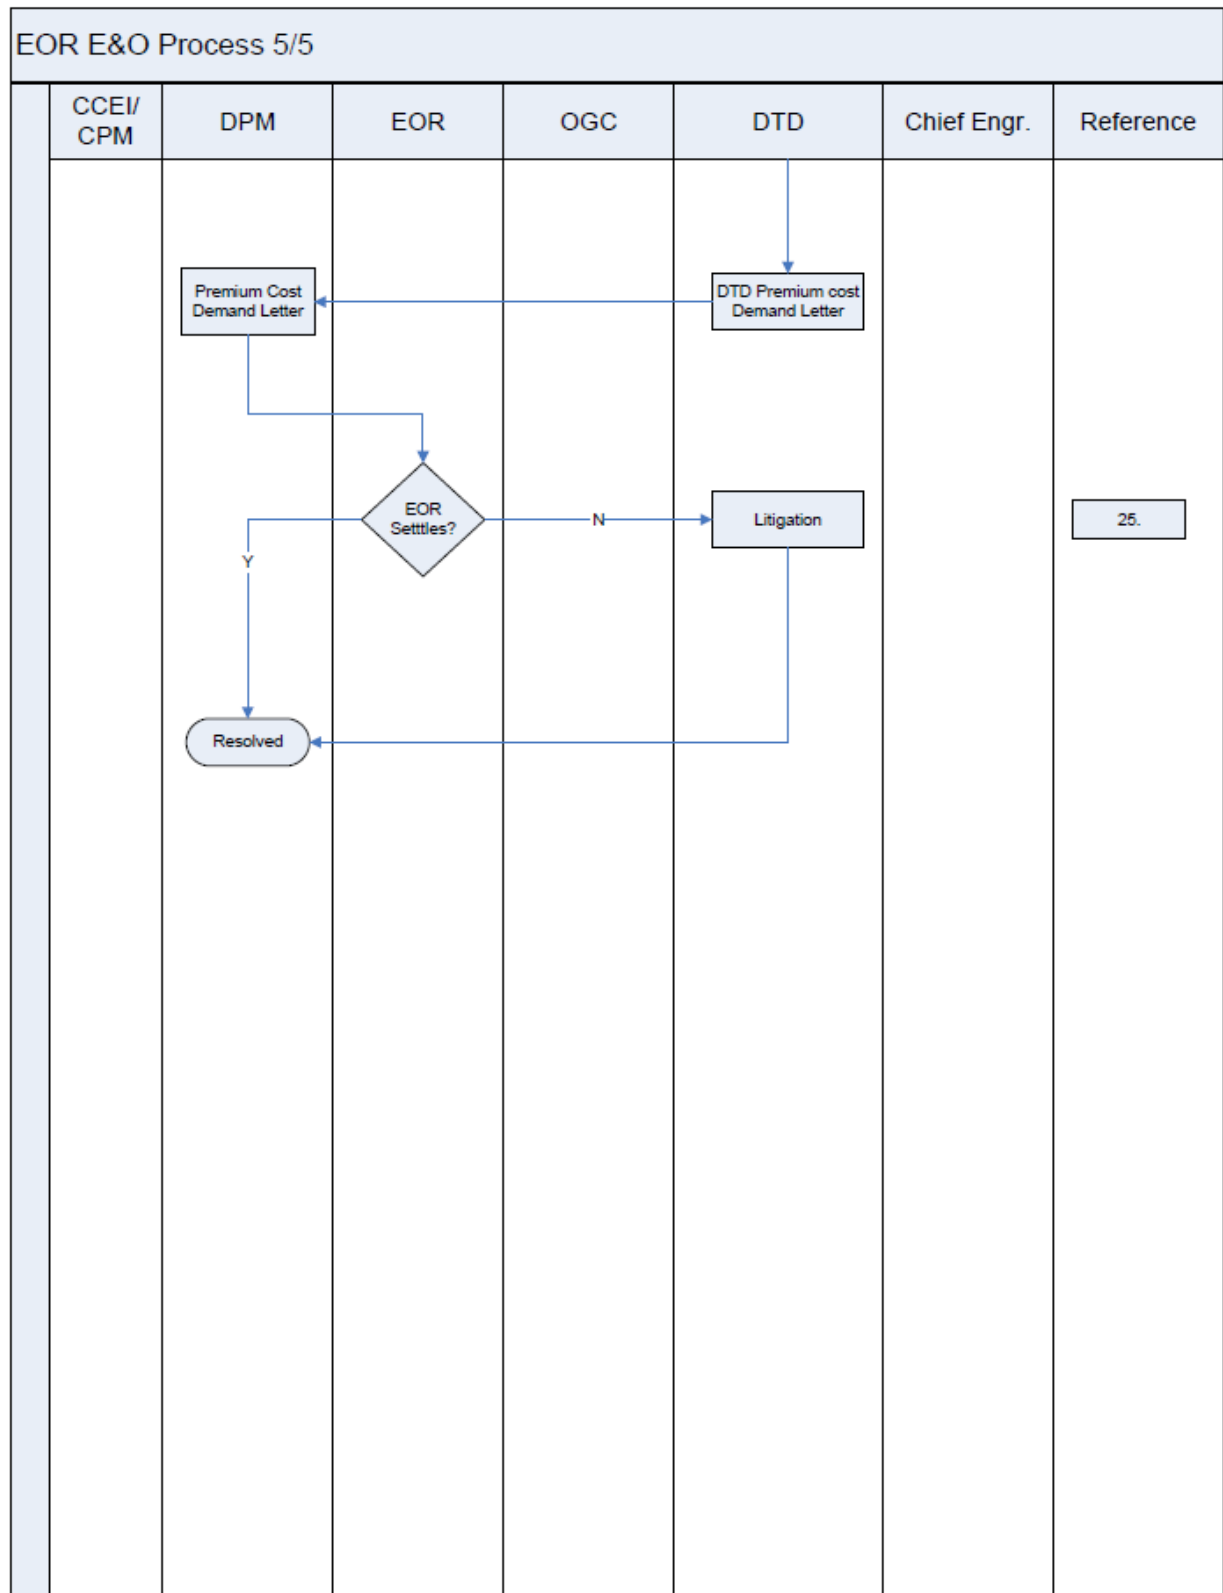 EOR E&O Process 5/5
CCEI/
CPM
DPM
EOR
OGC
DTD
Chief Engr.
Reference
Premium Cost
Demand Letter
DTD Premium cost
Demand Letter
EOR
Setttles?
N
Litigation
25.
Y
Resolved